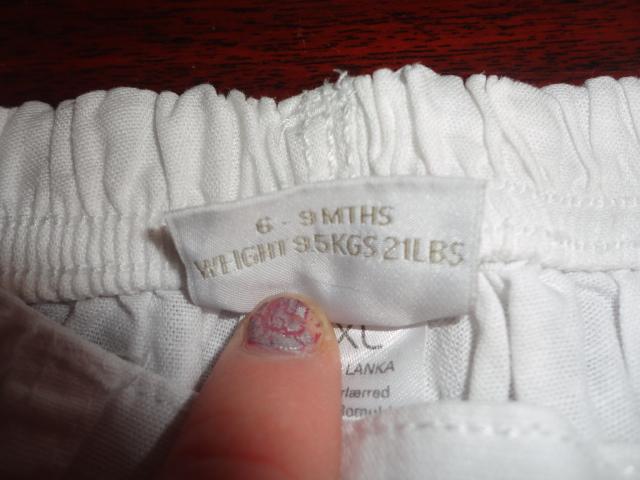 6 - 9 MTHS
WEIGHT 9.5KGS 21LBS
XL
LANKA